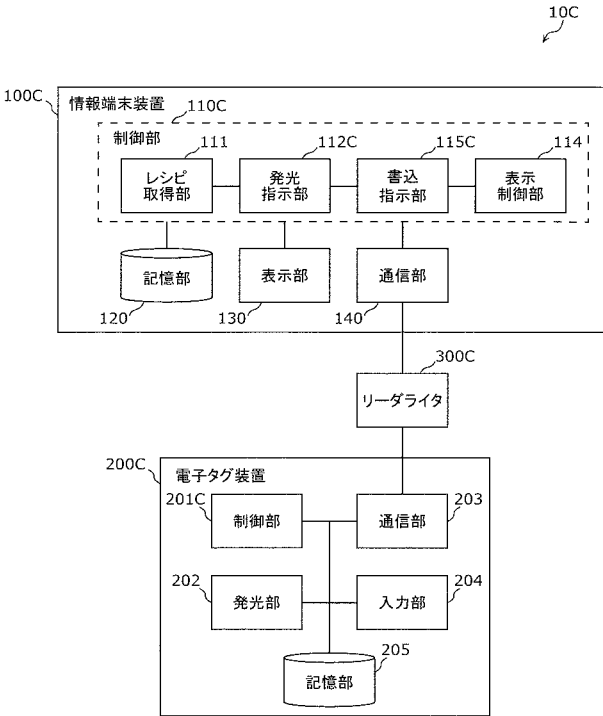 10C
100C
情報端末装置
110C
制御部
111
112C
115C
114
レシピ
取得部
発光
指示部
書込
指示部
表示
制御部
記憶部
表示部
通信部
120
130
140
300C
リーダライタ
200C
電子タグ装置
201C
制御部
通信部
203
202
発光部
入力部
204
205
記憶部